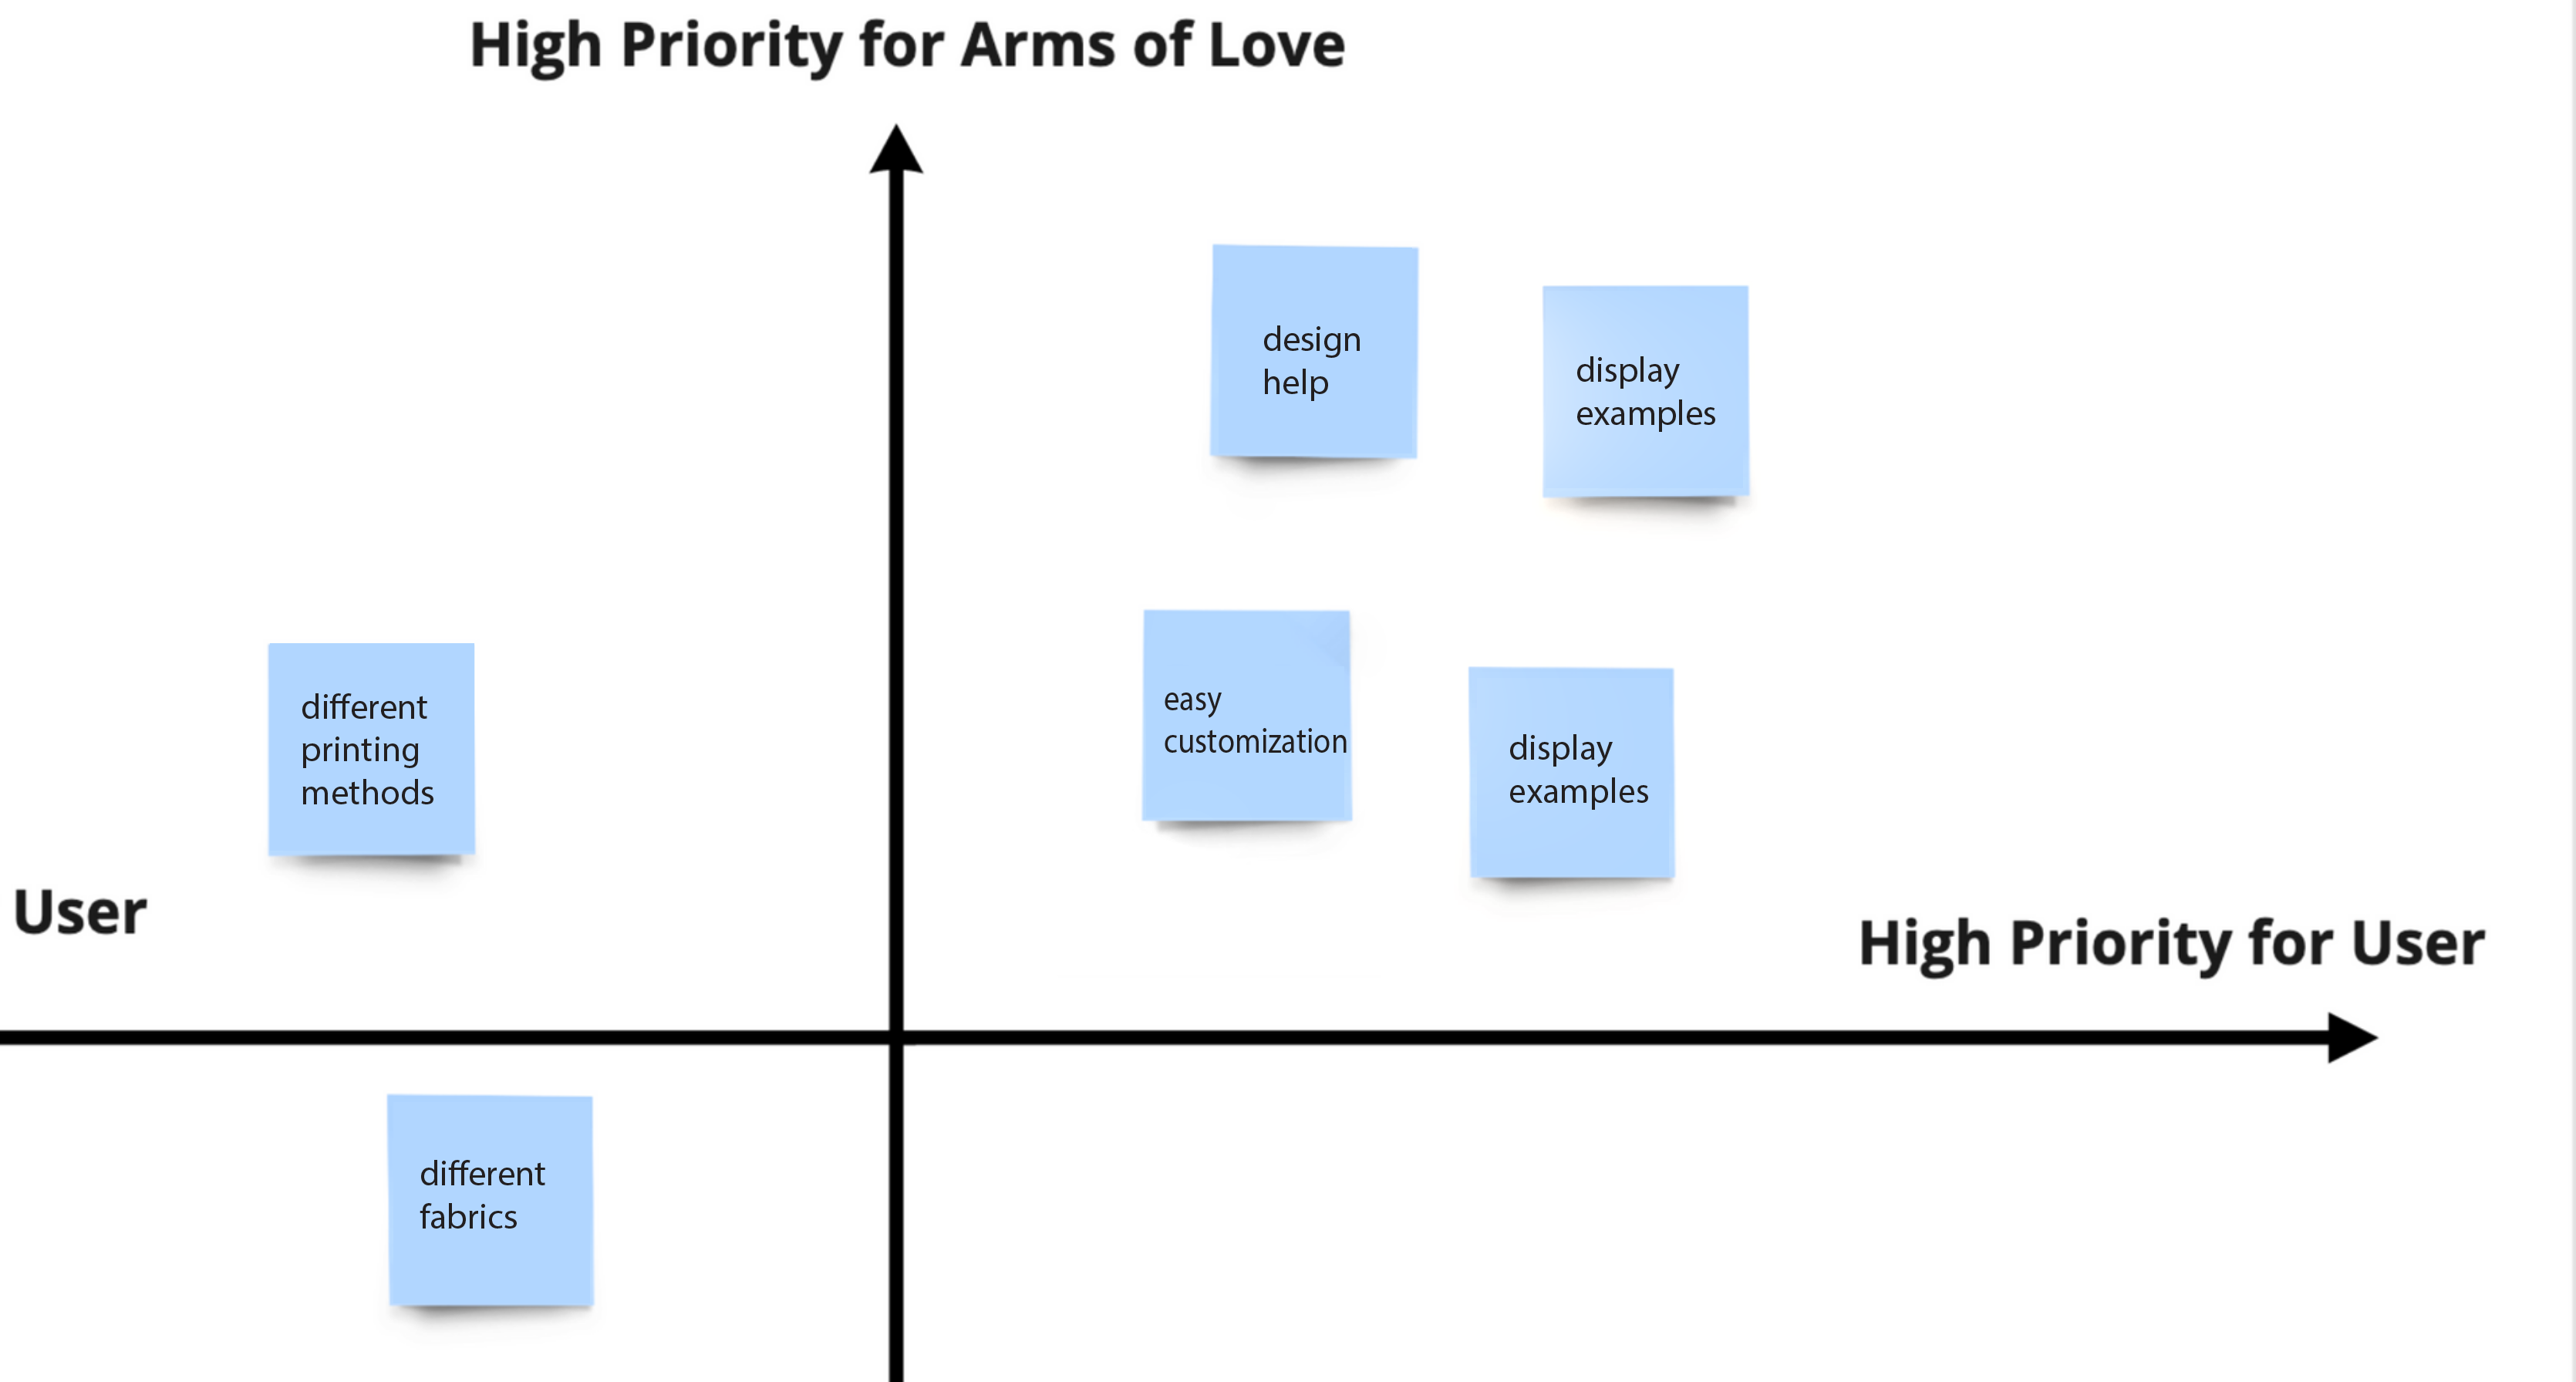 High Priority for Arms of Love
design
help
display
examples
different
printing
methods
easy
customization
display
examples
User
High Priority for User
different
fabrics